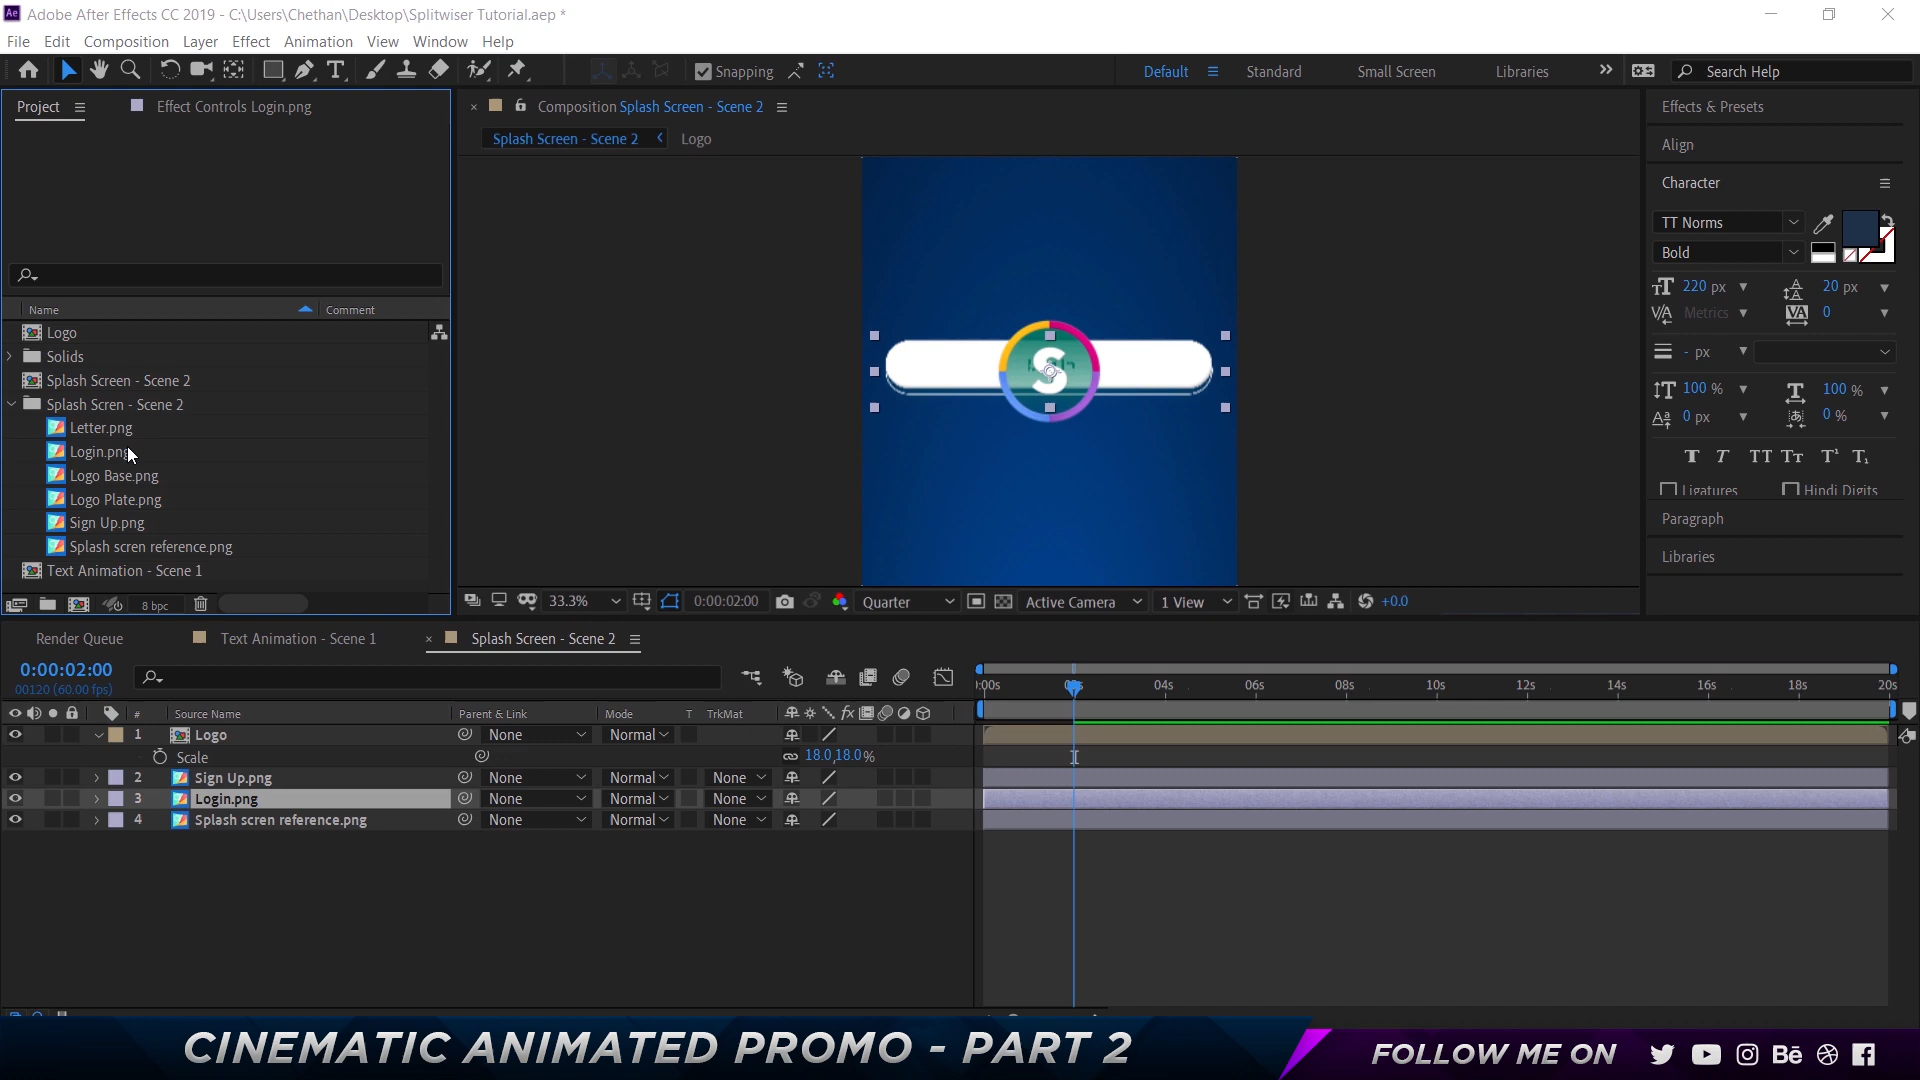 Adobe After Effects CC 2019 - C:\Users\Chethan\Desktop\Splitwiser Tutorial.aep *
File Edit Composition Layer Effect Animation View Window Help
Snapping
Default Standard Small Screen Libraries Search Help
Project Effect Controls Login.png
Composition Splash Screen - Scene 2
Splash Screen - Scene 2 Logo
Effects & Presets
Align
Character
TT Norms
Bold
220 px 20 px
Metrics 0
- px
100 % 100 %
0 px 0 %
Ligatures Hindi Digits
Paragraph
Libraries
Name Comment
Logo
Solids
Splash Screen - Scene 2
Splash Scren - Scene 2
Letter.png
Login.png
Logo Base.png
Logo Plate.png
Sign Up.png
Splash scren reference.png
Text Animation - Scene 1
8 bpc
S
33.3% 0:00:02:00 Quarter Active Camera 1 View +0.0
Render Queue Text Animation - Scene 1 Splash Screen - Scene 2
0:00:02:00
00120 (60.00 fps)
04s 06s 08s 10s 12s 14s 16s 18s 20s
# Source Name Parent & Link Mode T TrkMat
1 Logo None Normal
Scale 18.0,18.0%
2 Sign Up.png None Normal None
3 Login.png None Normal None
4 Splash scren reference.png None Normal None
CINEMATIC ANIMATED PROMO - PART 2
FOLLOW ME ON